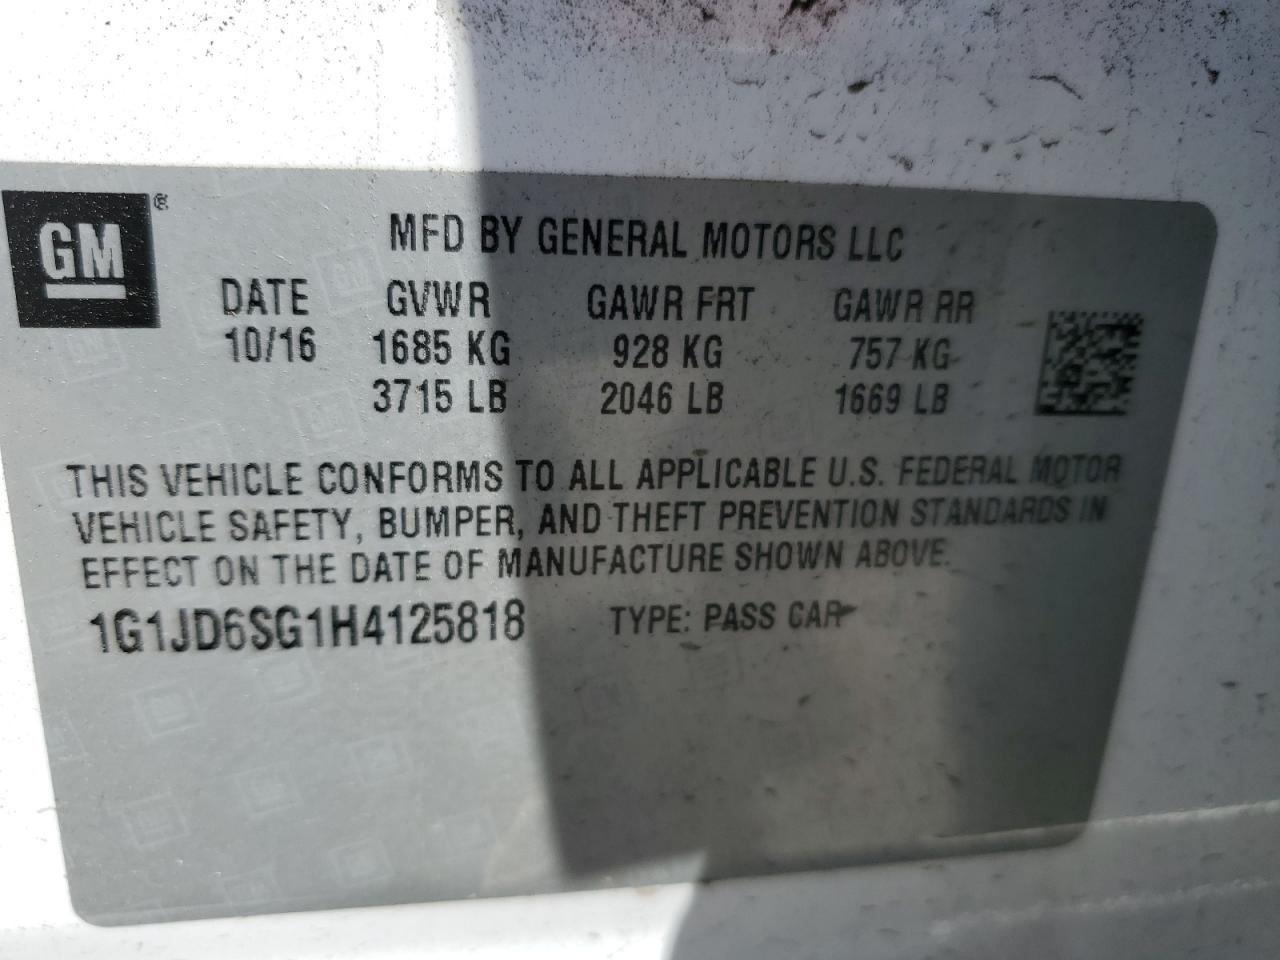 GM ®
MFD BY GENERAL MOTORS LLC
DATE GVWR GAWR FRT GAWR RR
10/16 1685 KG 928 KG 757 KG
3715 LB 2046 LB 1669 LB
THIS VEHICLE CONFORMS TO ALL APPLICABLE U.S. FEDERAL MOTOR
VEHICLE SAFETY, BUMPER, AND THEFT PREVENTION STANDARDS IN
EFFECT ON THE DATE OF MANUFACTURE SHOWN ABOVE.
1G1JD6SG1H4125818 TYPE: PASS CAR